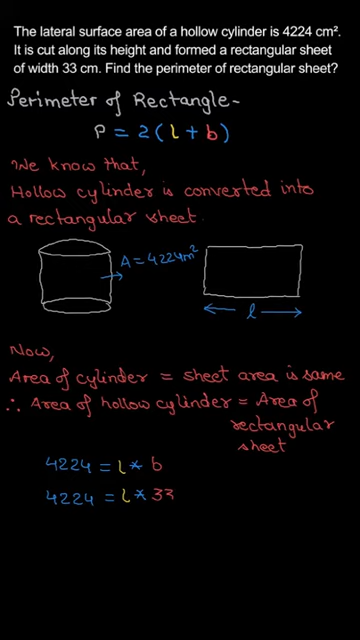 The lateral surface area of a hollow cylinder is 4224 cm².
It is cut along its height and formed a rectangular sheet
of width 33 cm. Find the perimeter of rectangular sheet?
Perimeter of Rectangle-
P = 2(l + b)
We know that,
Hollow cylinder is converted into
a rectangular sheet.
A = 4224m²
l
Now,
Area of cylinder = sheet area is same
∴ Area of hollow cylinder = Area of
rectangular
sheet
4224 = l * b
4224 = l * 33